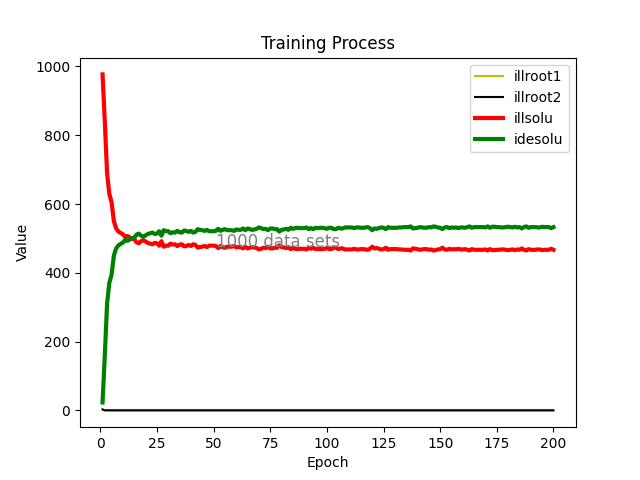 Training Process
1000
800
600
400
200
0
Value
illroot1
illroot2
illsolu
idesolu
1000 data sets
0 25 50 75 100 125 150 175 200
Epoch